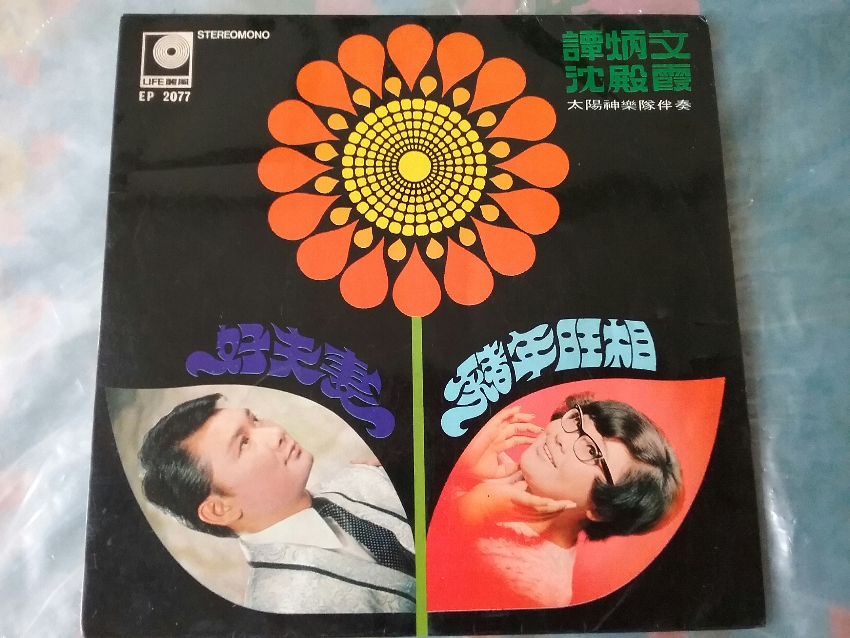 STEREOMONO
LIFE麗風
EP 2077
譚炳文
沈殿霞
太陽神樂隊伴奏
好夫妻
豬年旺相